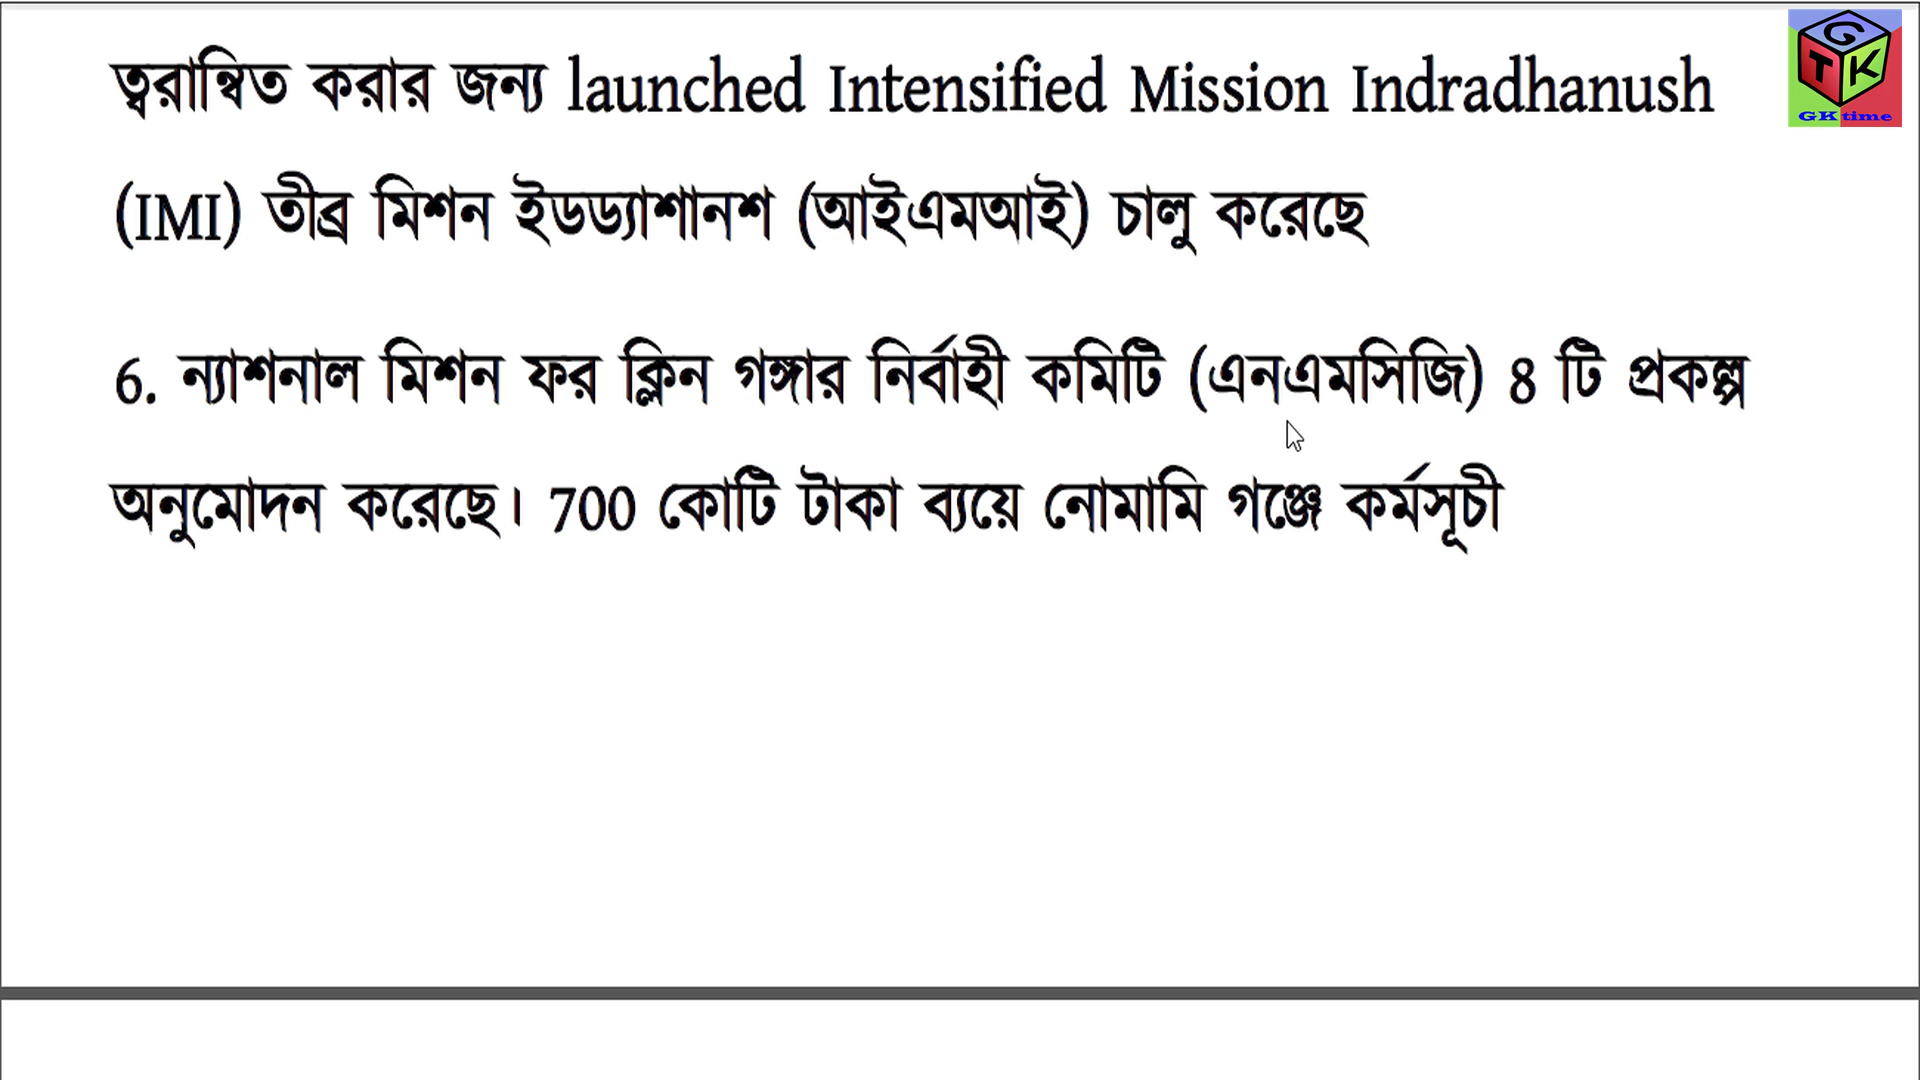 ত্বরান্বিত করার জন্য launched Intensified Mission Indradhanush
(IMI) তীব্র মিশন ইডড্যাশানশ (আইএমআই) চালু করেছে
6. ন্যাশনাল মিশন ফর ক্লিন গঙ্গার নির্বাহী কমিটি (এনএমসিজি) 8 টি প্রকল্প
অনুমোদন করেছে। 700 কোটি টাকা ব্যয়ে নোমামি গঞ্জে কর্মসূচী
G
T K
GK time